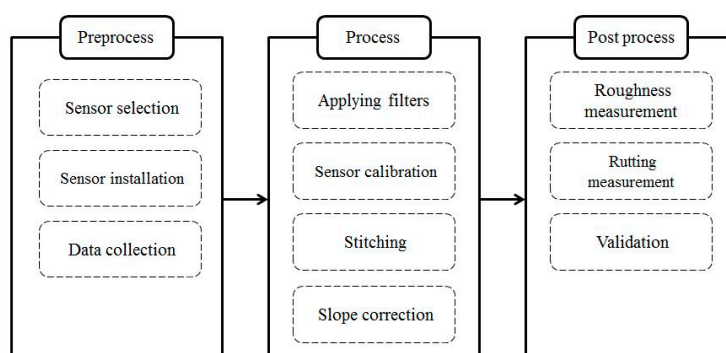 Preprocess
Sensor selection
Sensor installation
Data collection
Process
Applying filters
Sensor calibration
Stitching
Slope correction
Post process
Roughness
measurement
Rutting
measurement
Validation